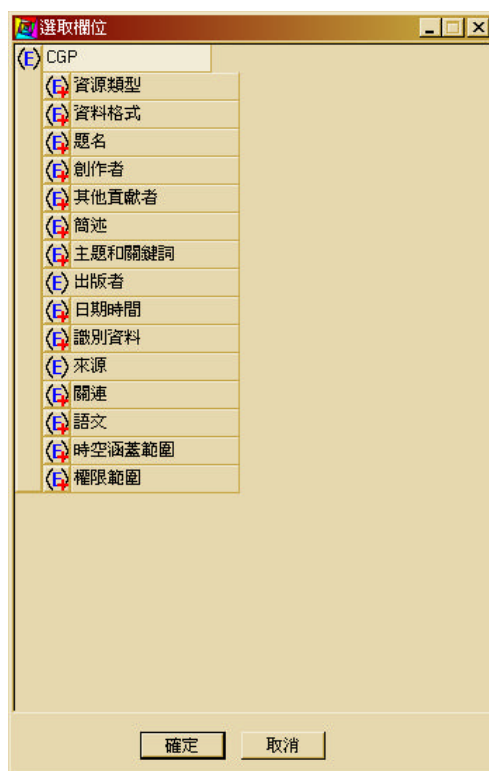 選取欄位
(E) CGP
(E) 資源類型
(E) 資料格式
(E) 題名
(E) 創作者
(E) 其他貢獻者
(E) 簡述
(E) 主題和關鍵詞
(E) 出版者
(E) 日期時間
(E) 識別資料
(E) 來源
(E) 關連
(E) 語文
(E) 時空涵蓋範圍
(E) 權限範圍
確定 取消